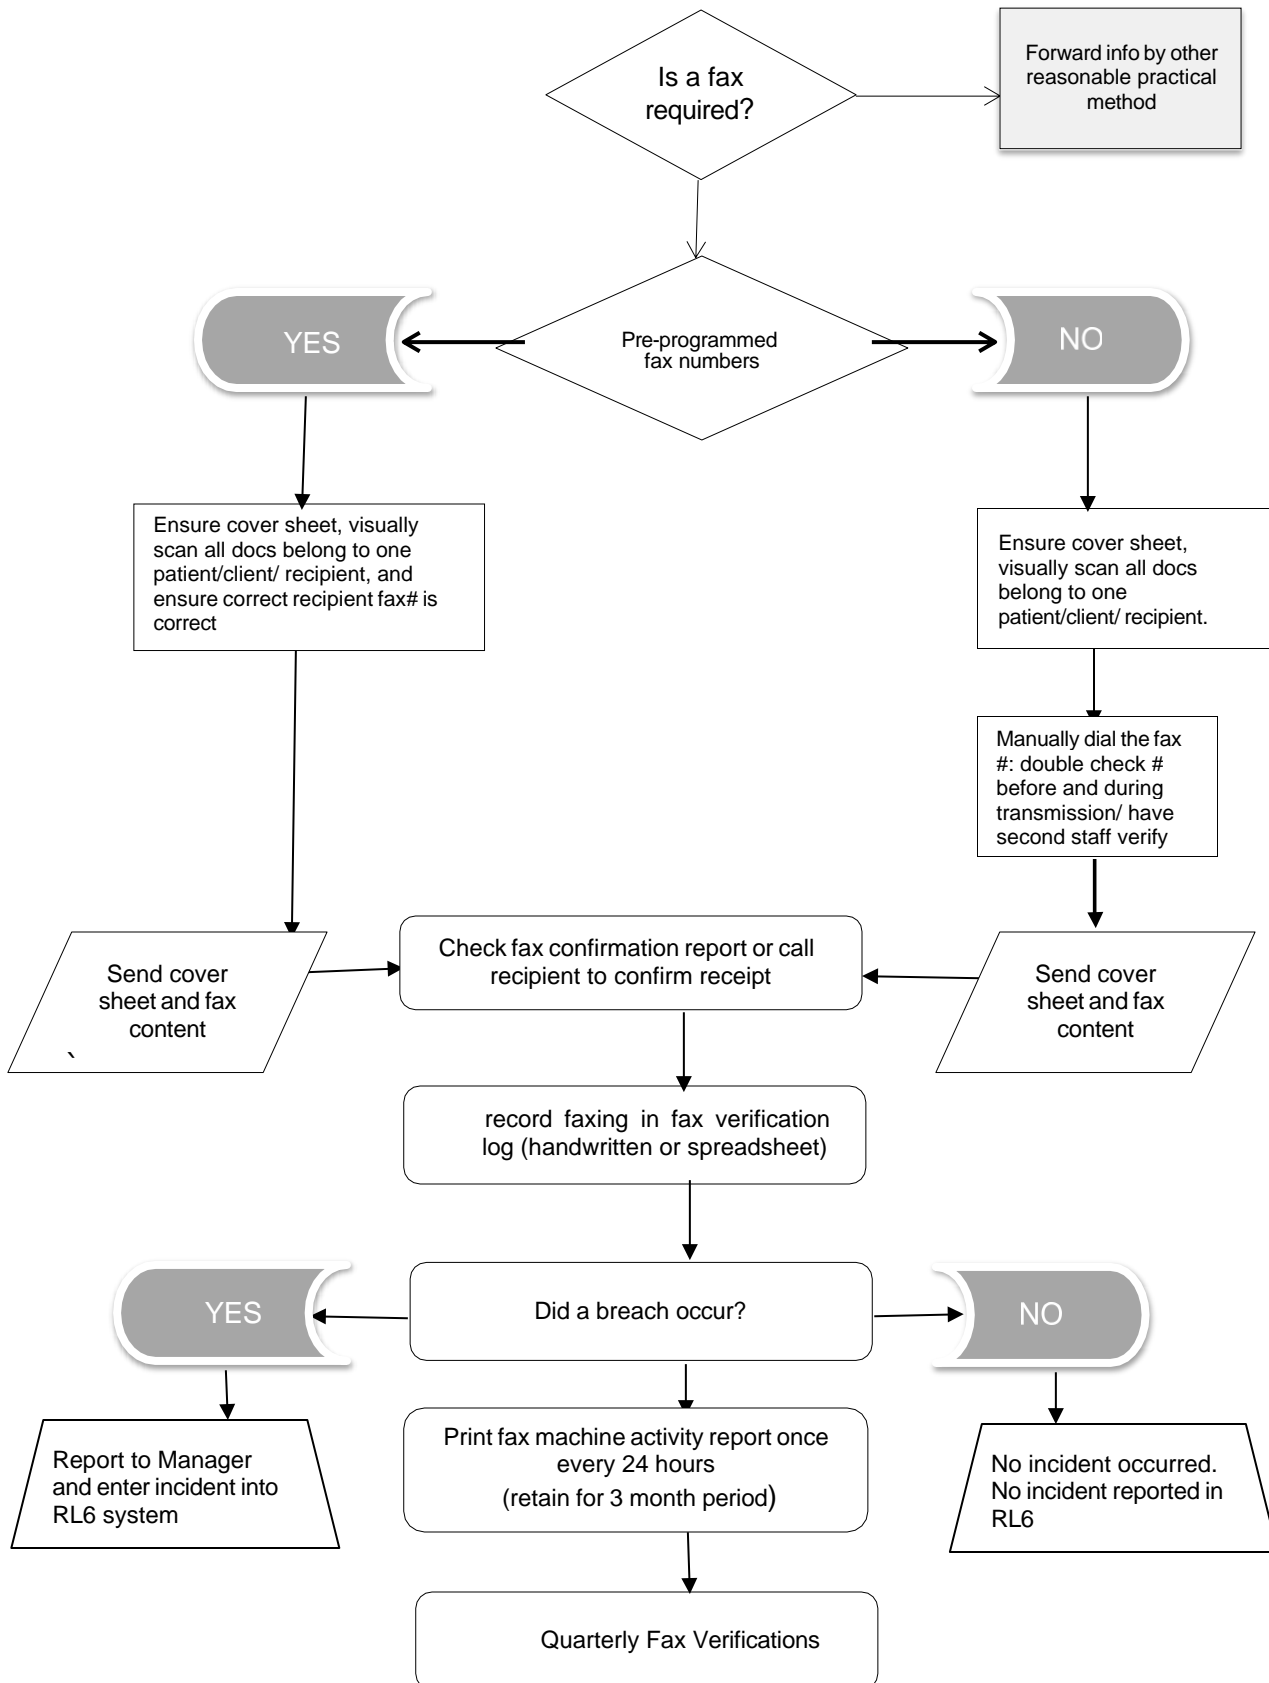 Is a fax
required?
Forward info by other
reasonable practical
method
Pre-programmed
fax numbers
YES
NO
Ensure cover sheet, visually
scan all docs belong to one
patient/client/ recipient, and
ensure correct recipient fax# is
correct
Ensure cover sheet,
visually scan all docs
belong to one
patient/client/ recipient.
Manually dial the fax
#: double check #
before and during
transmission/ have
second staff verify
Send cover
sheet and fax
content
`
Check fax confirmation report or call
recipient to confirm receipt
Send cover
sheet and fax
content
record faxing in fax verification
log (handwritten or spreadsheet)
YES
Did a breach occur?
NO
Report to Manager
and enter incident into
RL6 system
Print fax machine activity report once
every 24 hours
(retain for 3 month period)
No incident occurred.
No incident reported in
RL6
Quarterly Fax Verifications